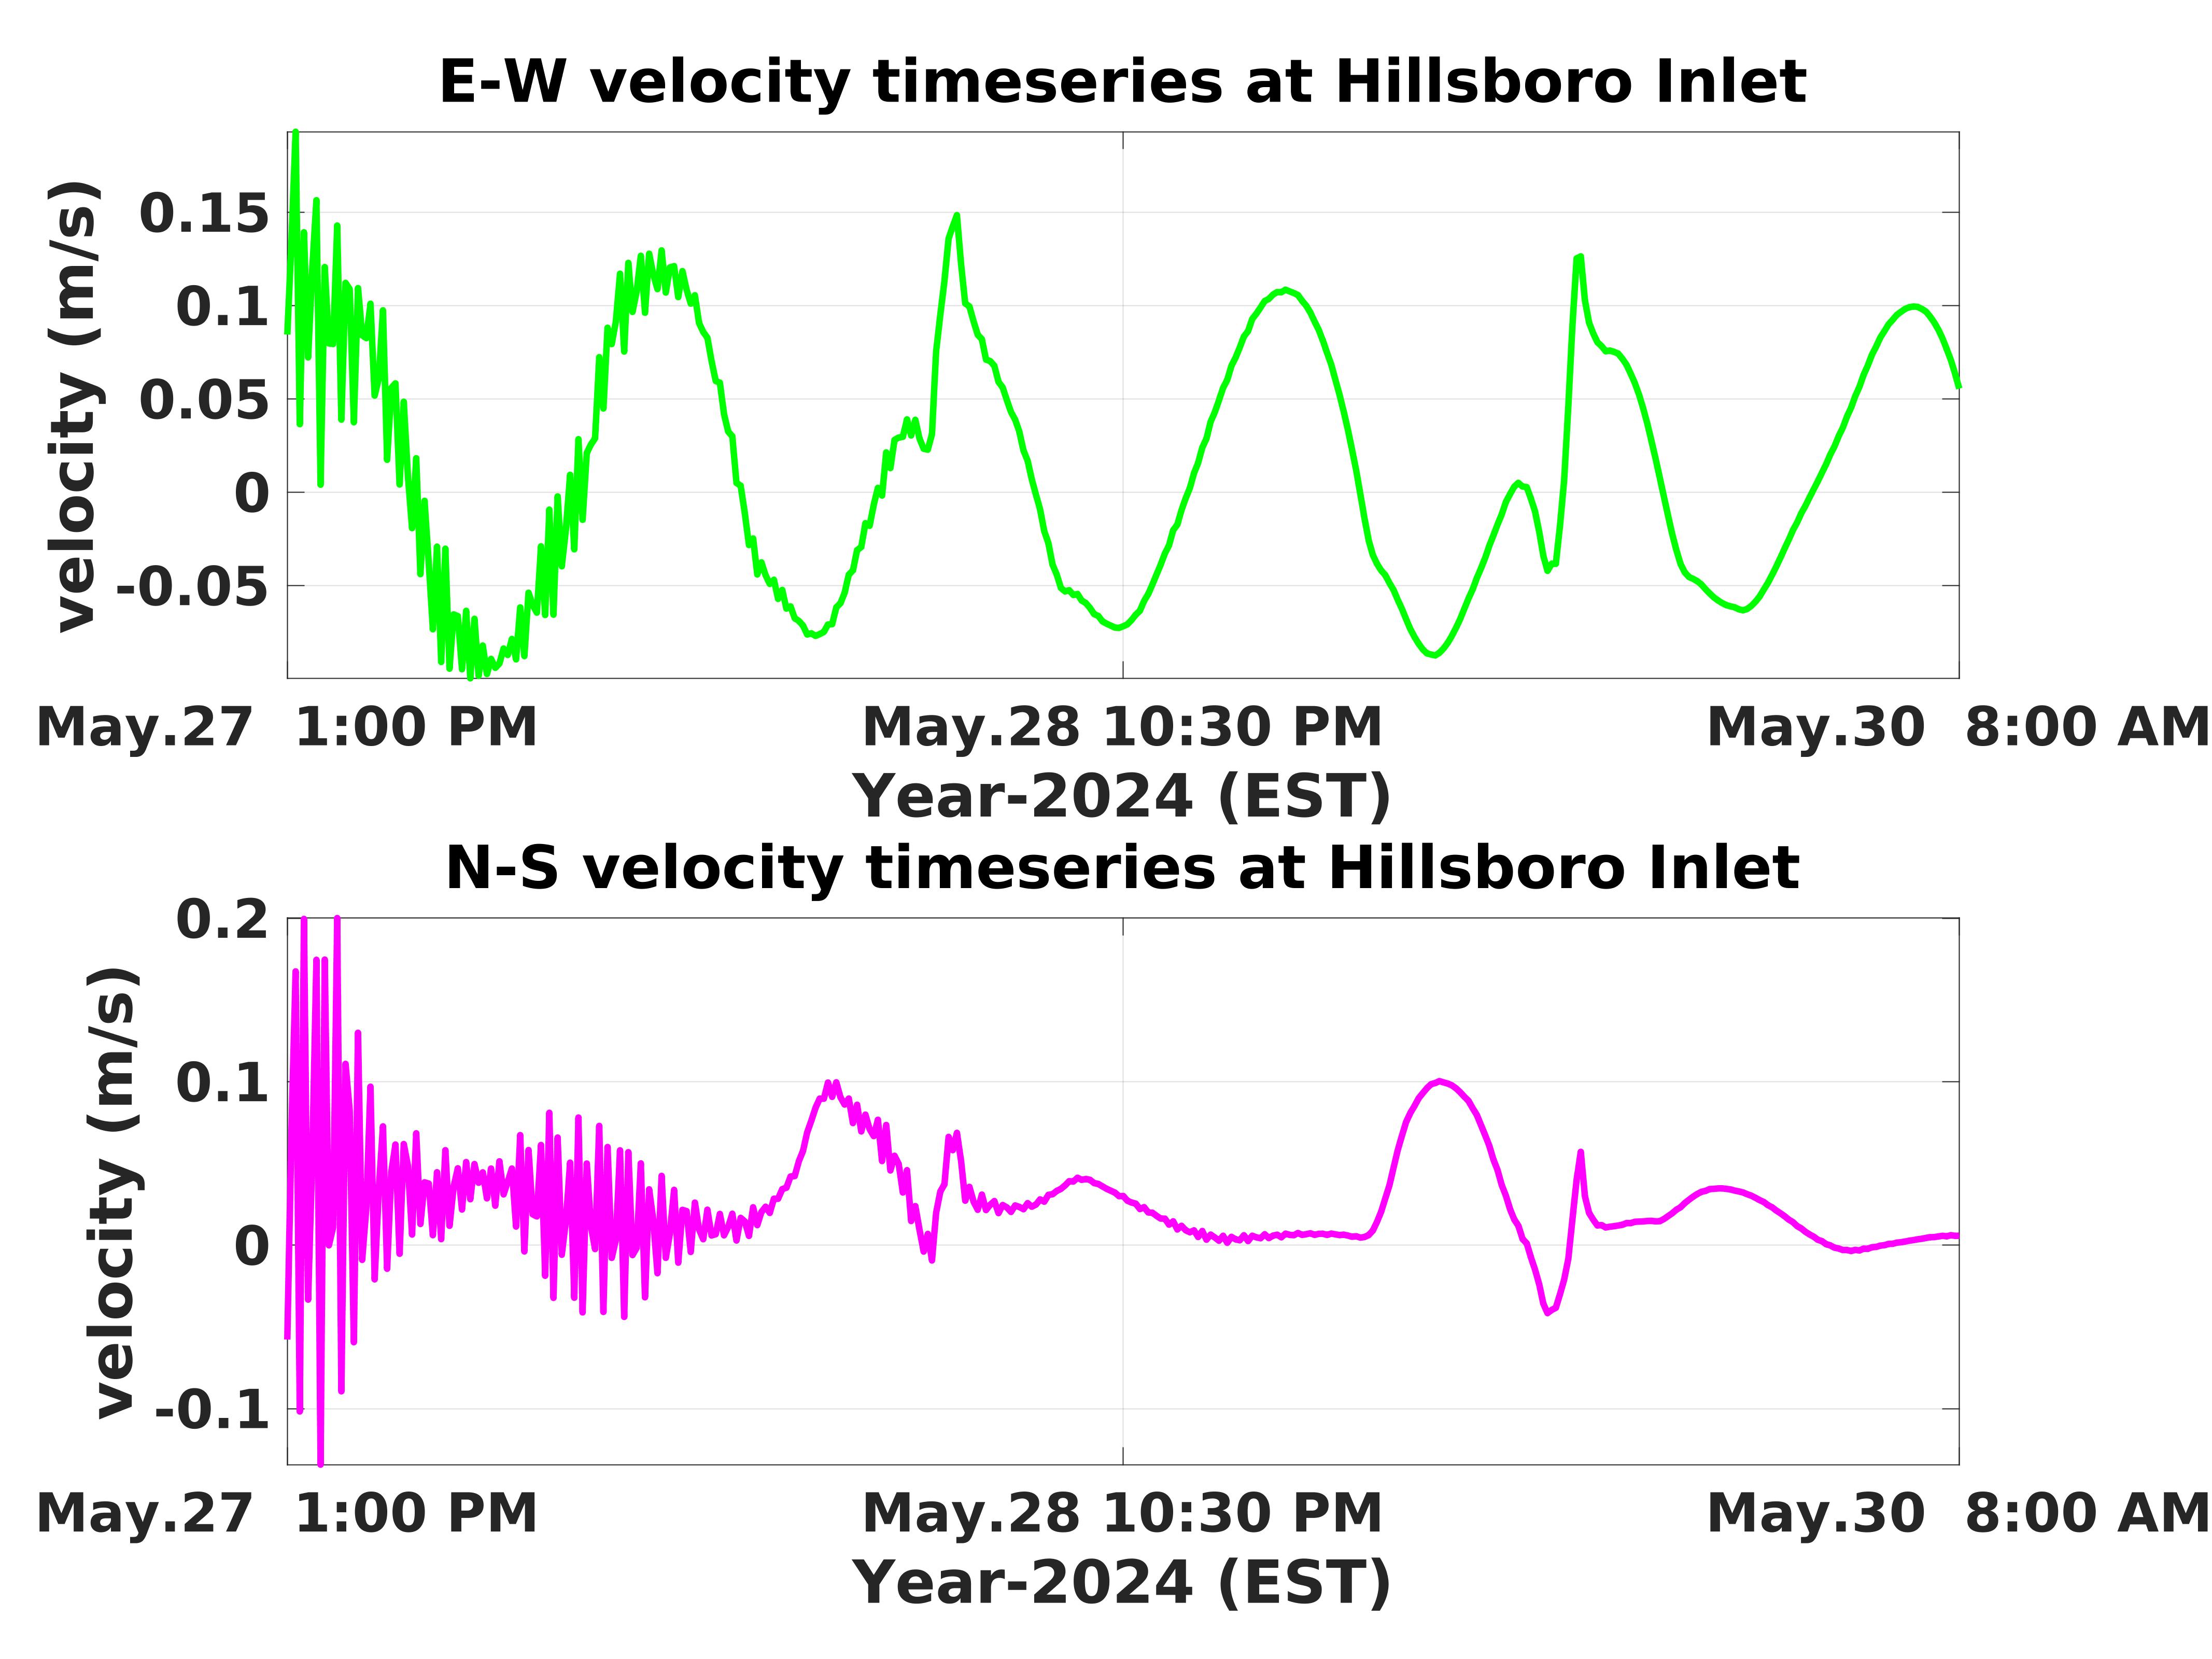 E-W velocity timeseries at Hillsboro Inlet
velocity (m/s)
0.15
0.1
0.05
0
-0.05
May.27  1:00 PM
May.28 10:30 PM
May.30  8:00 AM
Year-2024 (EST)
N-S velocity timeseries at Hillsboro Inlet
velocity (m/s)
0.2
0.1
0
-0.1
May.27  1:00 PM
May.28 10:30 PM
May.30  8:00 AM
Year-2024 (EST)